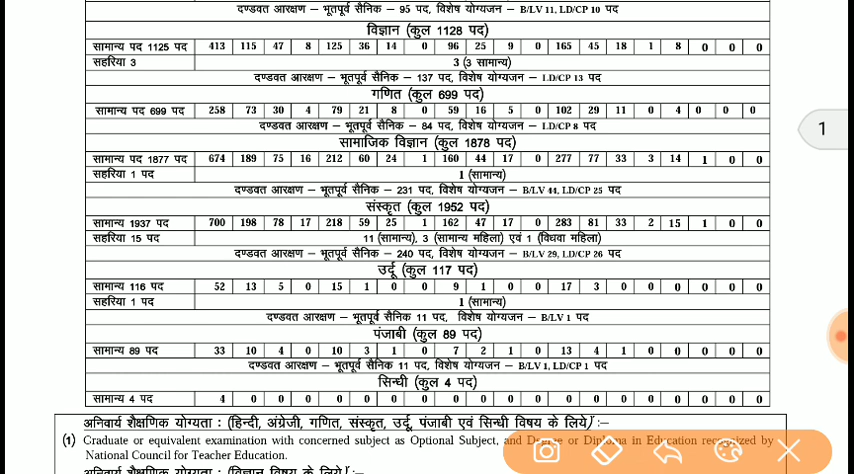 दण्डवत आरक्षण – भूतपूर्व सैनिक – 95 पद, विशेष योग्यजन – B/LV 11, LD/CP 10 पद
विज्ञान (कुल 1128 पद)
सामान्य पद 1125 पद 413 115 47 8 125 36 14 0 96 25 9 0 165 45 18 1 8 0 0 0
सहरिया 3 3 (3 सामान्य)
दण्डवत आरक्षण – भूतपूर्व सैनिक – 137 पद, विशेष योग्यजन – LD/CP 13 पद
गणित (कुल 699 पद)
सामान्य पद 699 पद 258 73 30 4 79 21 8 0 59 16 5 0 102 29 11 0 4 0 0 0
दण्डवत आरक्षण – भूतपूर्व सैनिक – 84 पद, विशेष योग्यजन – LD/CP 8 पद
सामाजिक विज्ञान (कुल 1878 पद)
सामान्य पद 1877 पद 674 189 75 16 212 60 24 1 160 44 17 0 277 77 33 3 14 1 0 0
सहरिया 1 पद 1 (सामान्य)
दण्डवत आरक्षण – भूतपूर्व सैनिक – 231 पद, विशेष योग्यजन – B/LV 44, LD/CP 25 पद
संस्कृत (कुल 1952 पद)
सामान्य 1937 पद 700 198 78 17 218 59 25 1 162 47 17 0 283 81 33 2 15 1 0 0
सहरिया 15 पद 11 (सामान्य), 3 (सामान्य महिला) एवं 1 (विधवा महिला)
दण्डवत आरक्षण – भूतपूर्व सैनिक – 240 पद, विशेष योग्यजन – B/LV 29, LD/CP 26 पद
उर्दू (कुल 117 पद)
सामान्य 116 पद 52 13 5 0 15 1 0 0 9 1 0 0 17 3 0 0 0 0 0 0
सहरिया 1 पद 1 (सामान्य)
दण्डवत आरक्षण – भूतपूर्व सैनिक 11 पद, विशेष योग्यजन – B/LV 1 पद
पंजाबी (कुल 89 पद)
सामान्य 89 पद 33 10 4 0 10 3 1 0 7 2 1 0 13 4 1 0 0 0 0 0
दण्डवत आरक्षण – भूतपूर्व सैनिक 11 पद, विशेष योग्यजन – B/LV 1, LD/CP 1 पद
सिन्धी (कुल 4 पद)
सामान्य 4 पद 4 0 0 0 0 0 0 0 0 0 0 0 0 0 0 0 0 0 0 0
अनिवार्य शैक्षणिक योग्यता : (हिन्दी, अंग्रेजी, गणित, संस्कृत, उर्दू, पंजाबी एवं सिन्धी विषय के लिये) :–
(1) Graduate or equivalent examination with concerned subject as Optional Subject, and Degree or Diploma in Education recognized by
National Council for Teacher Education.
अनिवार्य शैक्षणिक योग्यता : (विज्ञान विषय के लिये) :–
1